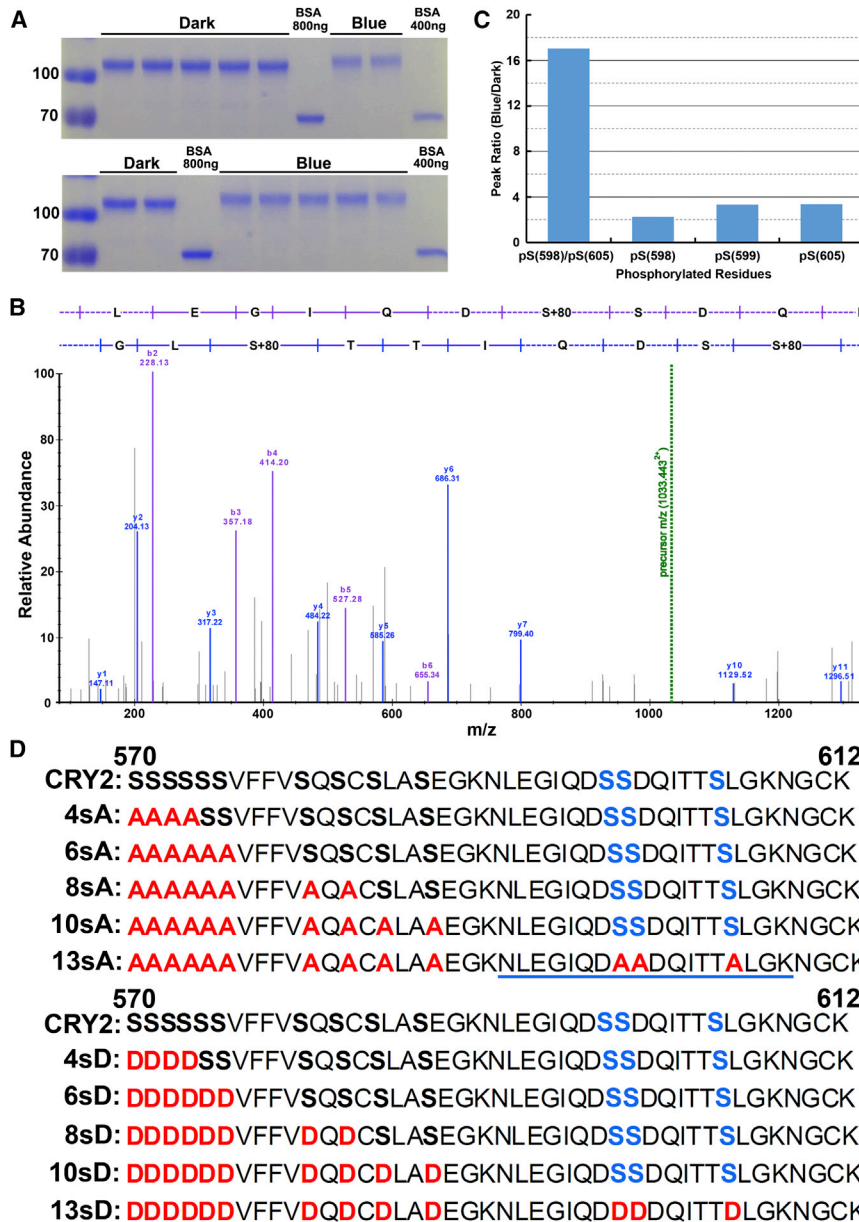 A
Dark
BSA
800ng
Blue
BSA
400ng
100
70
Dark
BSA
800ng
Blue
BSA
400ng
100
70
C
Peak Ratio (Blue/Dark)
20
16
12
8
4
0
pS(598)/pS(605) pS(598) pS(599) pS(605)
Phosphorylated Residues
B
L E G I Q D S+80 S D Q
G L S+80 T T I Q D S S+80
Relative Abundance
100
80
30
20
10
0
b2
228.13
b4
414.20
y6
686.31
y2
204.13
b3
357.18
y3
317.22
y4
484.22
b5
527.28
y5
585.26
y7
799.40
b6
655.34
y1
147.11
y10
1129.52
y11
1296.51
precursor m/z (1033.443²⁺)
200 400 600 800 1000 1200
m/z
D
570 612
CRY2: SSSSSSVFFVSQSCSLASEGKNLEGIQDSSDQITTSLGKNGCK
4sA: AAAASSVFFVSQSCSLASEGKNLEGIQDSSDQITTSLGKNGCK
6sA: AAAAAAVFFVSQSCSLASEGKNLEGIQDSSDQITTSLGKNGCK
8sA: AAAAAAVFFVAQACSLASEGKNLEGIQDSSDQITTSLGKNGCK
10sA: AAAAAAVFFVAQACALAAEGKNLEGIQDSSDQITTSLGKNGCK
13sA: AAAAAAVFFVAQACALAAEGKNLEGIQDAADQITTALGKNGCK
570 612
CRY2: SSSSSSVFFVSQSCSLASEGKNLEGIQDSSDQITTSLGKNGCK
4sD: DDDDSSVFFVSQSCSLASEGKNLEGIQDSSDQITTSLGKNGCK
6sD: DDDDDDVFFVSQSCSLASEGKNLEGIQDSSDQITTSLGKNGCK
8sD: DDDDDDVFFVDQDCSLASEGKNLEGIQDSSDQITTSLGKNGCK
10sD: DDDDDDVFFVDQDCDLADEGKNLEGIQDSSDQITTSLGKNGCK
13sD: DDDDDDVFFVDQDCDLADEGKNLEGIQDDDDQITTDLGKNGCK